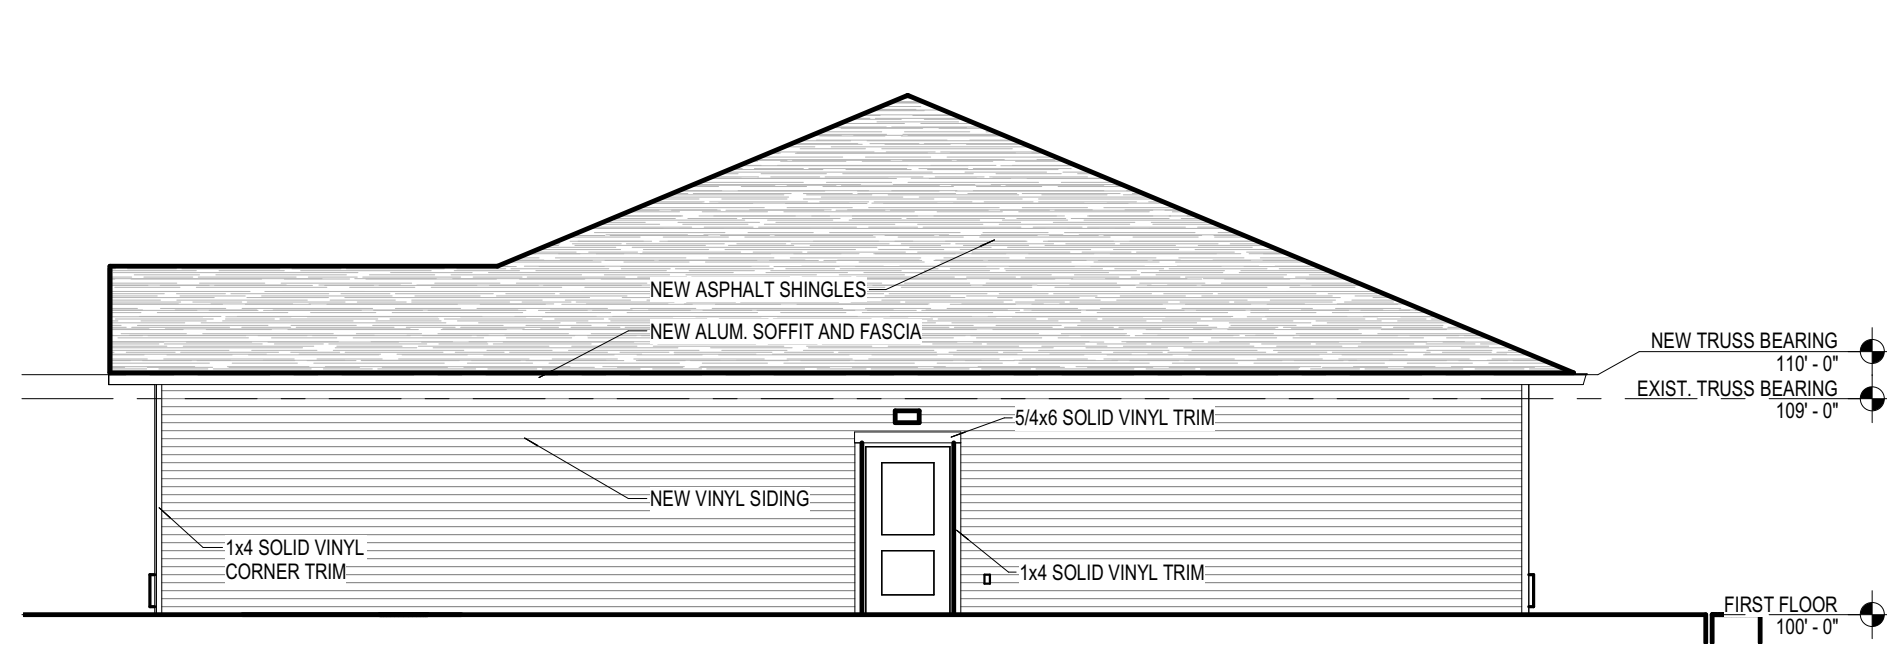 NEW ASPHALT SHINGLES
NEW ALUM. SOFFIT AND FASCIA
NEW TRUSS BEARING
110' - 0"
EXIST. TRUSS BEARING
109' - 0"
5/4x6 SOLID VINYL TRIM
NEW VINYL SIDING
1x4 SOLID VINYL
CORNER TRIM
1x4 SOLID VINYL TRIM
FIRST FLOOR
100' - 0"